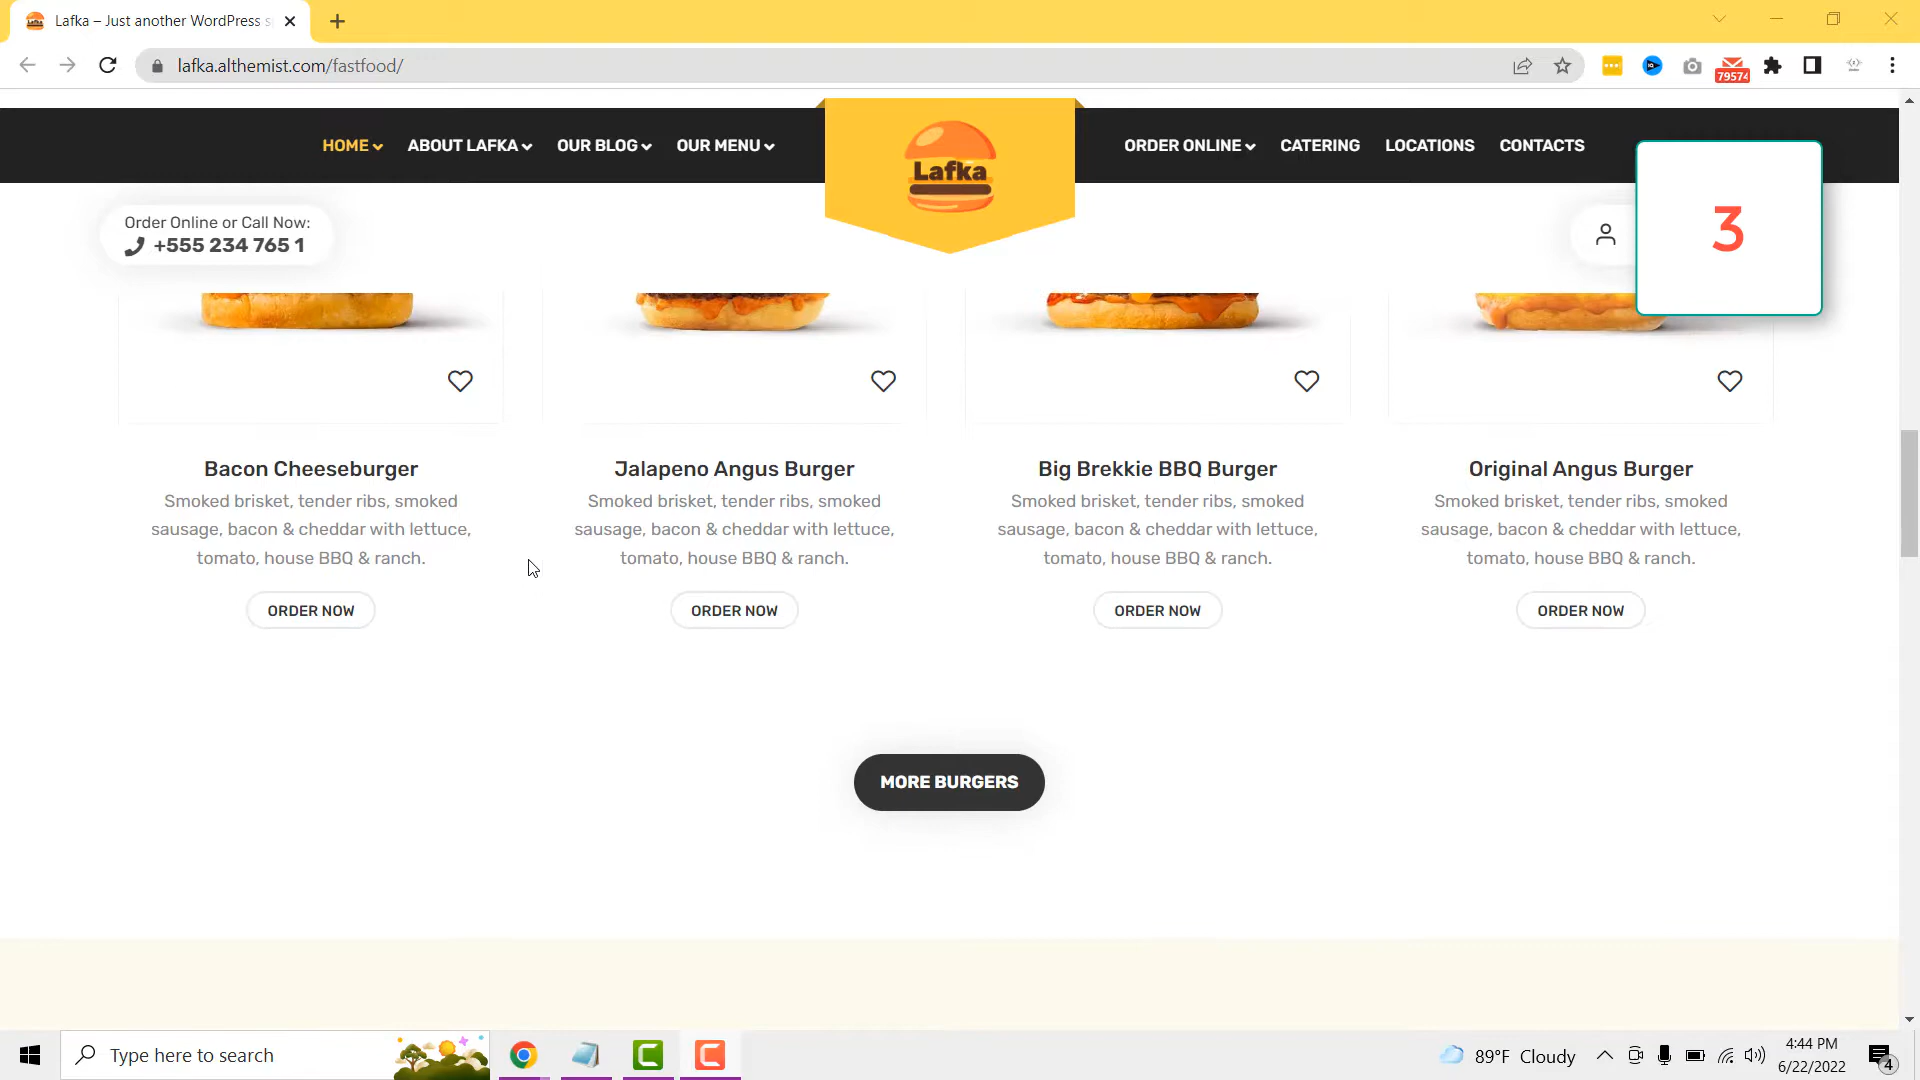 Lafka – Just another WordPress s
lafka.althemist.com/fastfood/
79574
HOME
ABOUT LAFKA
OUR BLOG
OUR MENU
Lafka
ORDER ONLINE
CATERING
LOCATIONS
CONTACTS
Order Online or Call Now:
+555 234 765 1
3
Bacon Cheeseburger
Smoked brisket, tender ribs, smoked
sausage, bacon & cheddar with lettuce,
tomato, house BBQ & ranch.
ORDER NOW
Jalapeno Angus Burger
Smoked brisket, tender ribs, smoked
sausage, bacon & cheddar with lettuce,
tomato, house BBQ & ranch.
ORDER NOW
Big Brekkie BBQ Burger
Smoked brisket, tender ribs, smoked
sausage, bacon & cheddar with lettuce,
tomato, house BBQ & ranch.
ORDER NOW
Original Angus Burger
Smoked brisket, tender ribs, smoked
sausage, bacon & cheddar with lettuce,
tomato, house BBQ & ranch.
ORDER NOW
MORE BURGERS
Type here to search
89°F Cloudy
4:44 PM
6/22/2022
4